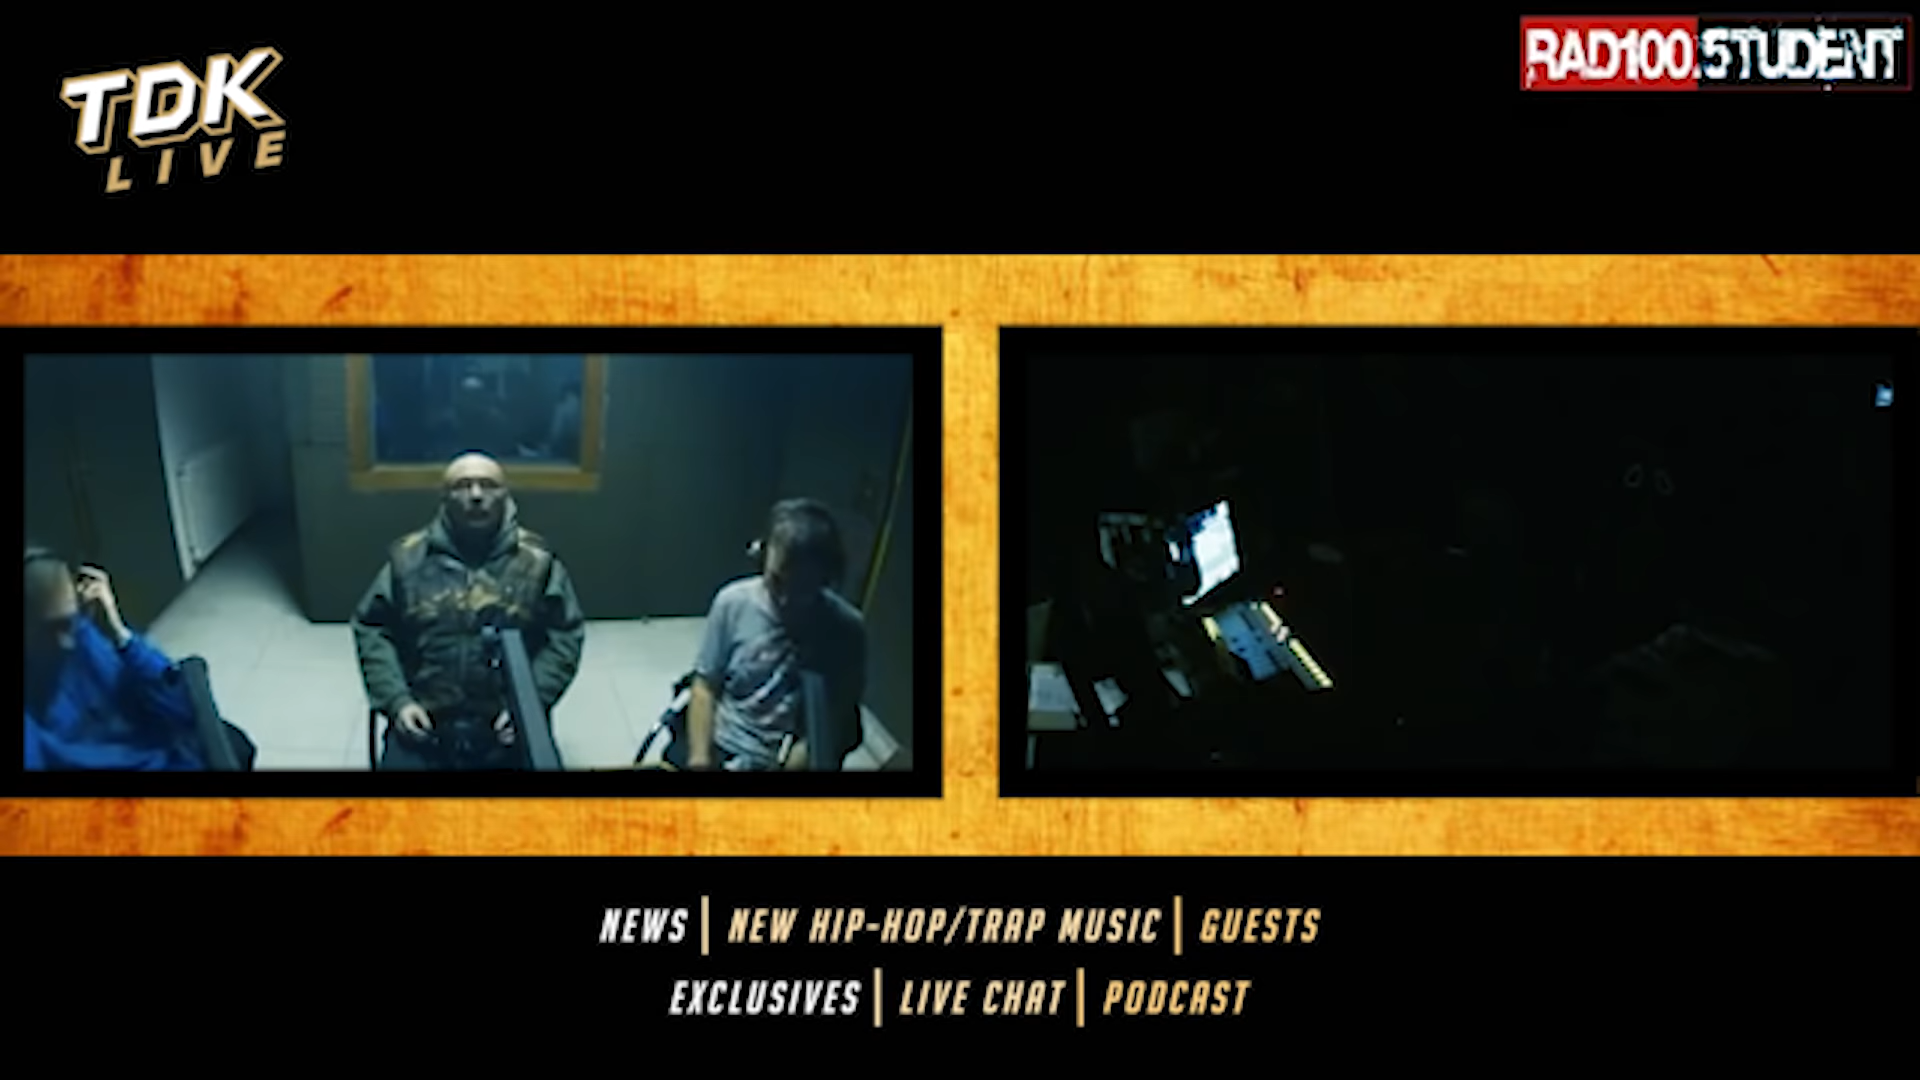 TDK
LIVE
RAD100.STUDENT
NEWS | NEW HIP-HOP/TRAP MUSIC | GUESTS
EXCLUSIVES | LIVE CHAT | PODCAST